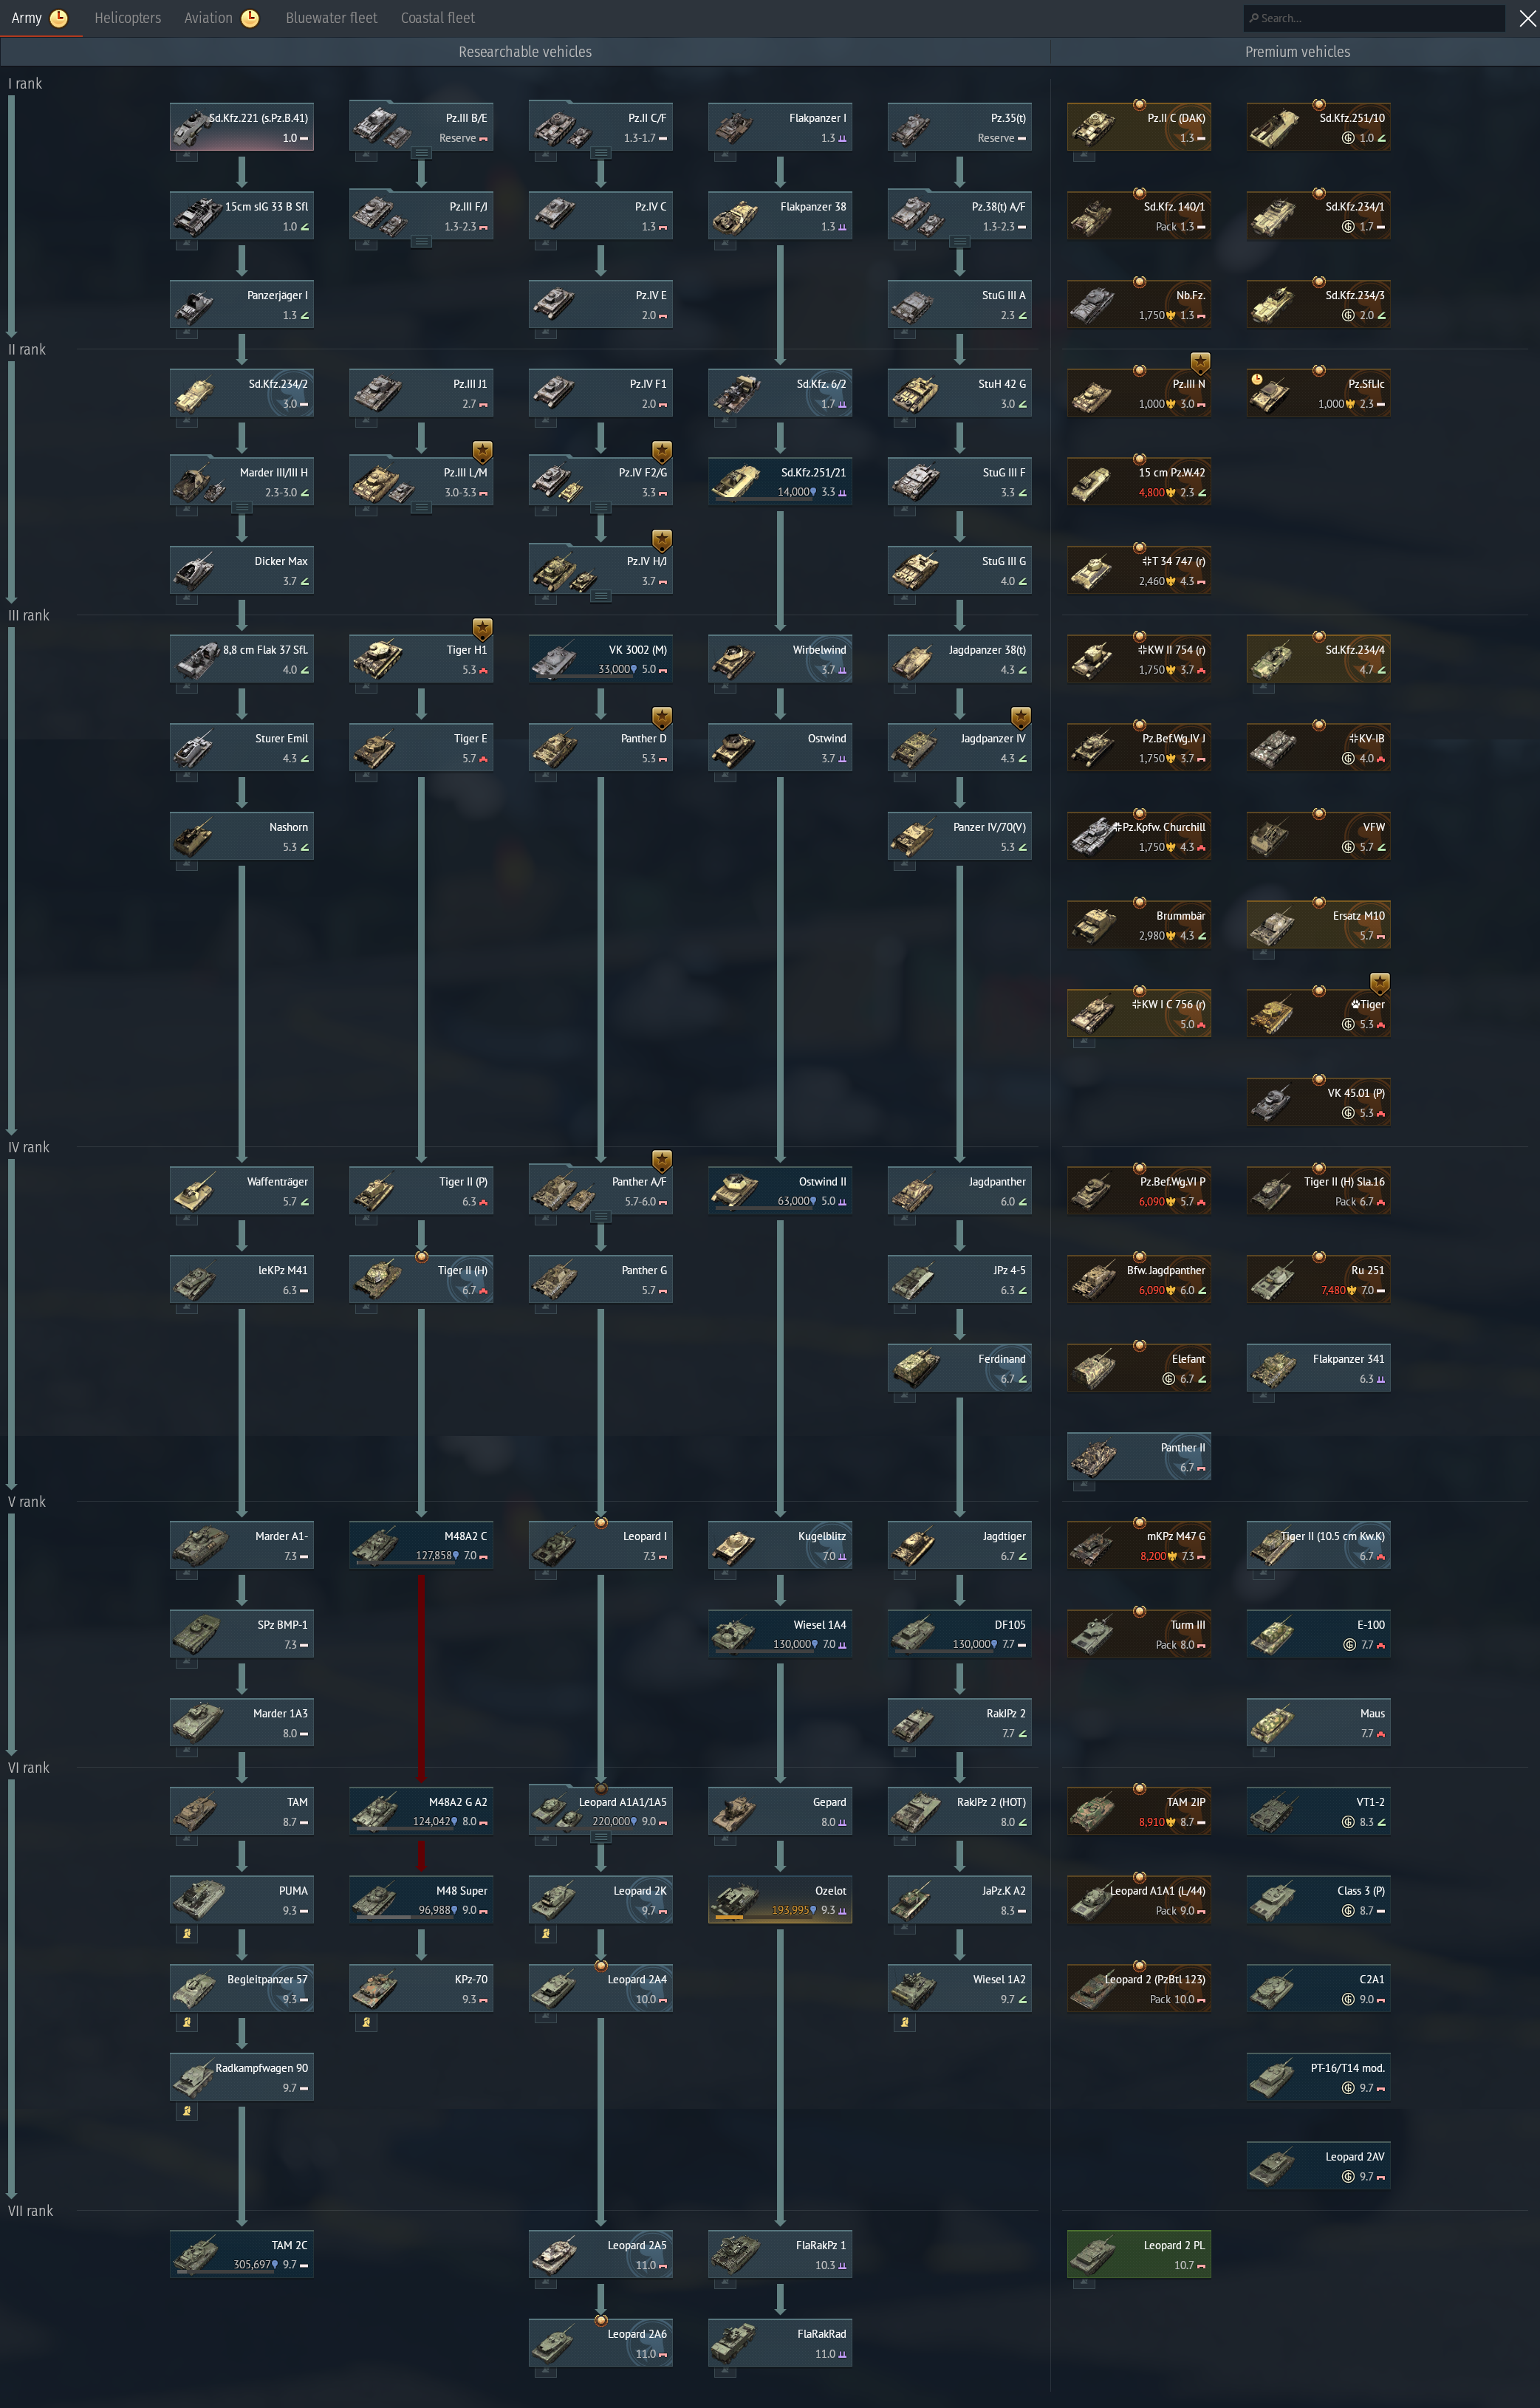 Army Helicopters Aviation Bluewater fleet Coastal fleet Search...
Researchable vehicles Premium vehicles
I rank
Sd.Kfz.221 (s.Pz.B.41) Pz.III B/E Pz.II C/F Flakpanzer I Pz.35(t) Pz.II C (DAK) Sd.Kfz.251/10
1.0 Reserve 1.3-1.7 1.3 Reserve 1.3 1.0
15cm sIG 33 B Sfl Pz.III F/J Pz.IV C Flakpanzer 38 Pz.38(t) A/F Sd.Kfz. 140/1 Sd.Kfz.234/1
1.0 1.3-2.3 1.3 1.3 1.3-2.3 Pack 1.3 1.7
Panzerjäger I Pz.IV E StuG III A Nb.Fz. Sd.Kfz.234/3
1.3 2.0 2.3 1,750 1.3 2.0
II rank
Sd.Kfz.234/2 Pz.III J1 Pz.IV F1 Sd.Kfz. 6/2 StuH 42 G Pz.III N Pz.Sfl.Ic
3.0 2.7 2.0 1.7 3.0 1,000 3.0 1,000 2.3
Marder III/III H Pz.III L/M Pz.IV F2/G Sd.Kfz.251/21 StuG III F 15 cm Pz.W.42
2.3-3.0 3.0-3.3 3.3 14,000 3.3 3.3 4,800 2.3
Dicker Max Pz.IV H/J StuG III G T 34 747 (r)
3.7 3.7 4.0 2,460 4.3
III rank
8,8 cm Flak 37 Sfl. Tiger H1 VK 3002 (M) Wirbelwind Jagdpanzer 38(t) KW II 754 (r) Sd.Kfz.234/4
4.0 5.3 33,000 5.0 3.7 4.3 1,750 3.7 4.7
Sturer Emil Tiger E Panther D Ostwind Jagdpanzer IV Pz.Bef.Wg.IV J KV-IB
4.3 5.7 5.3 3.7 4.3 1,750 3.7 4.0
Nashorn Panzer IV/70(V) Pz.Kpfw. Churchill VFW
5.3 5.3 1,750 4.3 5.7
Brummbär Ersatz M10
2,980 4.3 5.7
KW I C 756 (r) Tiger
5.0 5.3
VK 45.01 (P)
5.3
IV rank
Waffenträger Tiger II (P) Panther A/F Ostwind II Jagdpanther Pz.Bef.Wg.VI P Tiger II (H) Sla.16
5.7 6.3 5.7-6.0 63,000 5.0 6.0 6,090 5.7 Pack 6.7
leKPz M41 Tiger II (H) Panther G JPz 4-5 Bfw. Jagdpanther Ru 251
6.3 6.7 5.7 6.3 6,090 6.0 7,480 7.0
Ferdinand Elefant Flakpanzer 341
6.7 6.7 6.3
Panther II
6.7
V rank
Marder A1- M48A2 C Leopard I Kugelblitz Jagdtiger mKPz M47 G Tiger II (10.5 cm Kw.K)
7.3 127,858 7.0 7.3 7.0 6.7 8,200 7.3 6.7
SPz BMP-1 Wiesel 1A4 DF105 Turm III E-100
7.3 130,000 7.0 130,000 7.7 Pack 8.0 7.7
Marder 1A3 RakJPz 2 Maus
8.0 7.7 7.7
VI rank
TAM M48A2 G A2 Leopard A1A1/1A5 Gepard RakJPz 2 (HOT) TAM 2IP VT1-2
8.7 124,042 8.0 220,000 9.0 8.0 8.0 8,910 8.7 8.3
PUMA M48 Super Leopard 2K Ozelot JaPz.K A2 Leopard A1A1 (L/44) Class 3 (P)
9.3 96,988 9.0 9.7 193,995 9.3 8.3 Pack 9.0 8.7
Begleitpanzer 57 KPz-70 Leopard 2A4 Wiesel 1A2 Leopard 2 (PzBtl 123) C2A1
9.3 9.3 10.0 9.7 Pack 10.0 9.0
Radkampfwagen 90 PT-16/T14 mod.
9.7 9.7
Leopard 2AV
9.7
VII rank
TAM 2C Leopard 2A5 FlaRakPz 1 Leopard 2 PL
305,697 9.7 11.0 10.3 10.7
Leopard 2A6 FlaRakRad
11.0 11.0